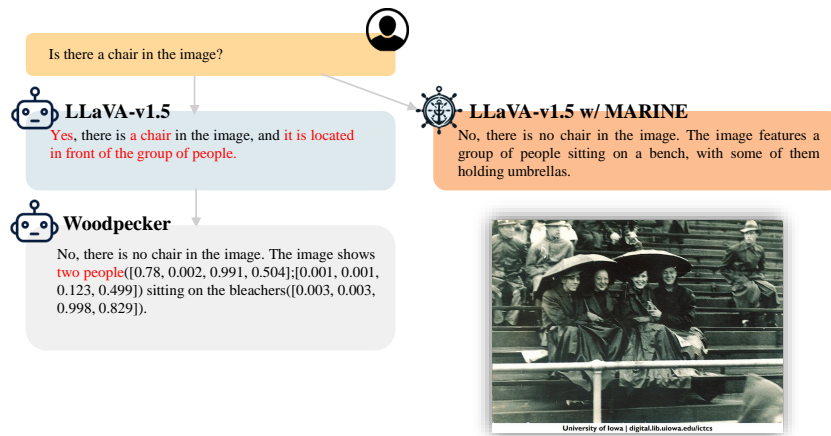 Is there a chair in the image?
LLaVA-v1.5
Yes, there is a chair in the image, and it is located
in front of the group of people.
LLaVA-v1.5 w/ MARINE
No, there is no chair in the image. The image features a
group of people sitting on a bench, with some of them
holding umbrellas.
Woodpecker
No, there is no chair in the image. The image shows
two people([0.78, 0.002, 0.991, 0.504];[0.001, 0.001,
0.123, 0.499]) sitting on the bleachers([0.003, 0.003,
0.998, 0.829]).
University of Iowa | digital.lib.uiowa.edu/ictcs